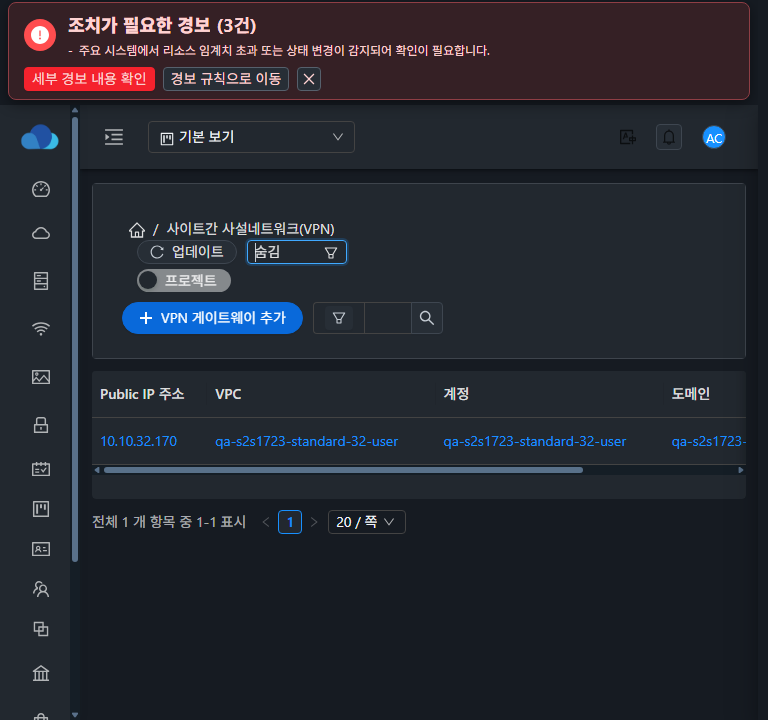 조치가 필요한 경보 (3건)
- 주요 시스템에서 리소스 임계치 초과 또는 상태 변경이 감지되어 확인이 필요합니다.
세부 경보 내용 확인 경보 규칙으로 이동
기본 보기 AC
/ 사이트간 사설네트워크(VPN)
업데이트 숨김
프로젝트
VPN 게이트웨이 추가
Public IP 주소 VPC 계정 도메인
10.10.32.170 qa-s2s1723-standard-32-user qa-s2s1723-standard-32-user qa-s2s1723-
전체 1 개 항목 중 1-1 표시 < 1 > 20 / 쪽